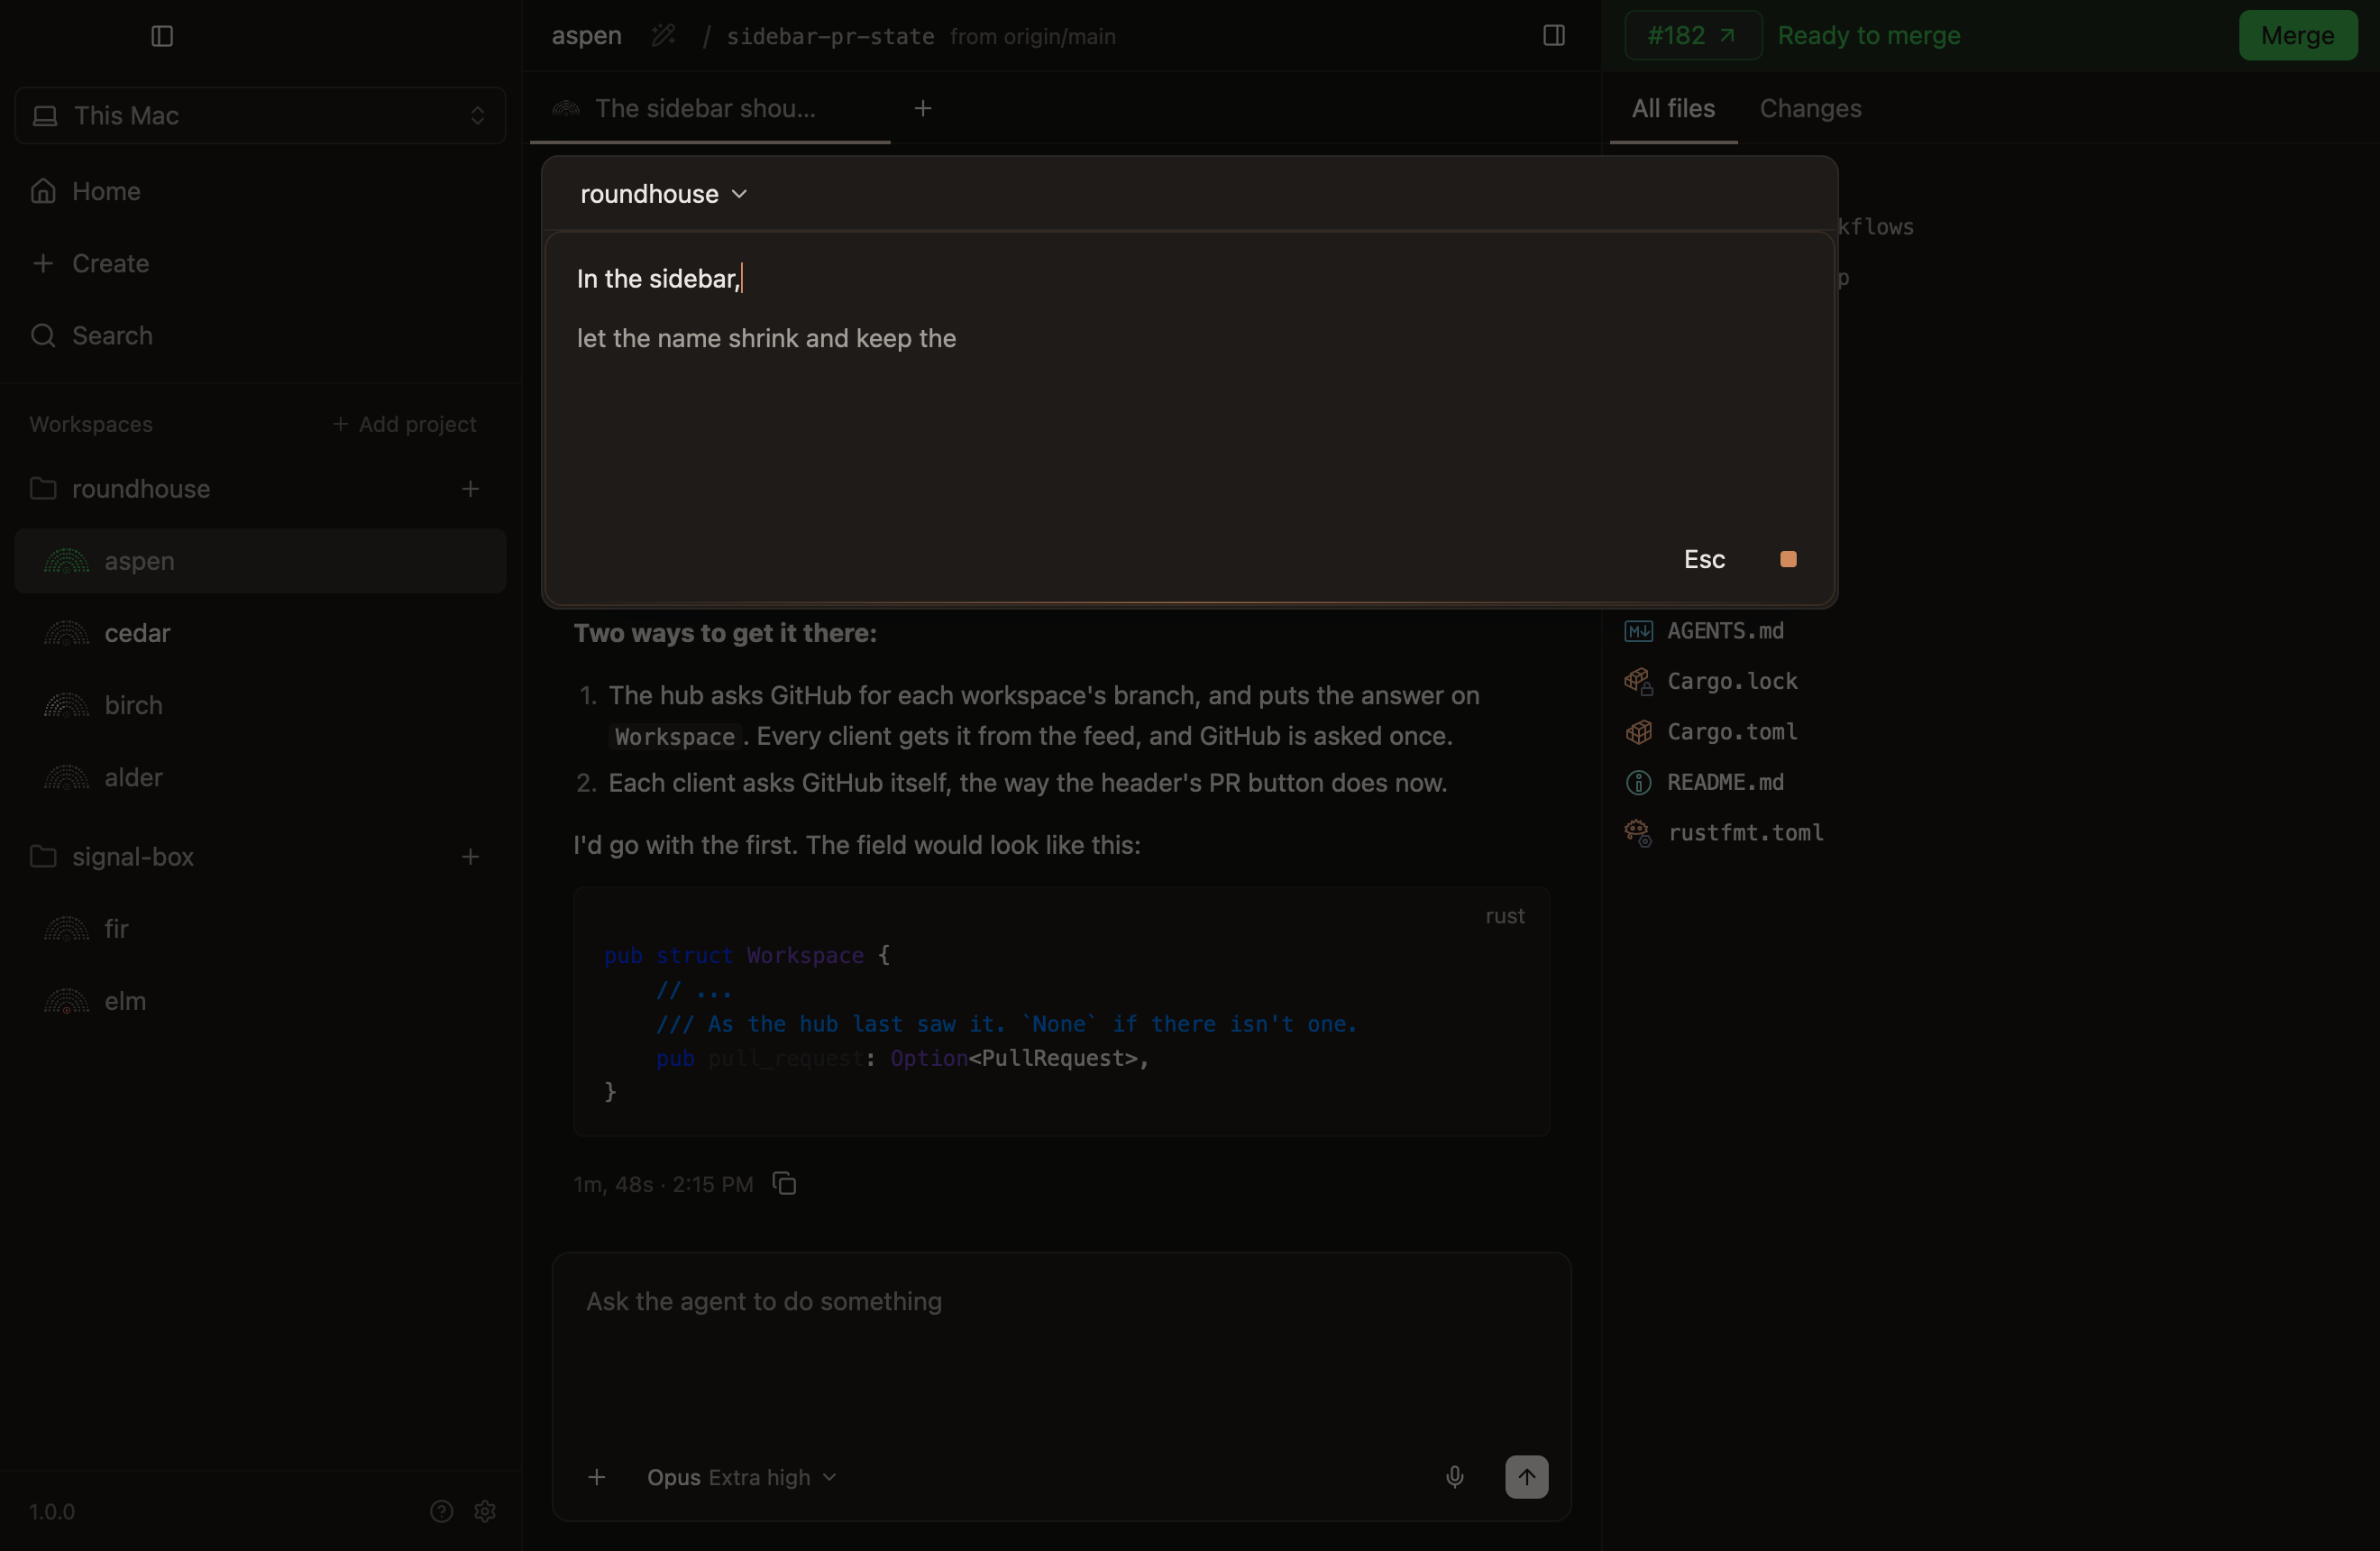 aspen / sidebar-pr-state from origin/main
#182 Ready to merge
Merge
This Mac
The sidebar shou...
All files Changes
Home
Create
Search
Workspaces
Add project
roundhouse
aspen
cedar
birch
alder
signal-box
fir
elm
1.0.0
roundhouse
In the sidebar,
let the name shrink and keep the
Esc
Two ways to get it there:
1. The hub asks GitHub for each workspace's branch, and puts the answer on
Workspace. Every client gets it from the feed, and GitHub is asked once.
2. Each client asks GitHub itself, the way the header's PR button does now.
I'd go with the first. The field would look like this:
rust
pub struct Workspace {
// ...
/// As the hub last saw it. `None` if there isn't one.
pub pull_request: Option<PullRequest>,
}
1m, 48s · 2:15 PM
Ask the agent to do something
Opus Extra high
kflows
p
AGENTS.md
Cargo.lock
Cargo.toml
README.md
rustfmt.toml